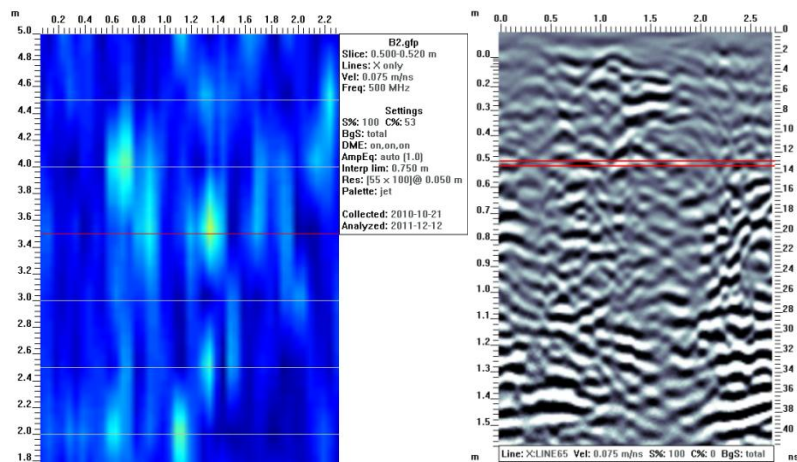 m 0.0 0.2 0.4 0.6 0.8 1.0 1.2 1.4 1.6 1.8 2.0 2.2
5.0
4.8
4.6
4.4
4.2
4.0
3.8
3.6
3.4
3.2
3.0
2.8
2.6
2.4
2.2
2.0
1.8
m
B2.gfp
Slice: 0.500-0.520 m
Lines: X only
Vel: 0.075 m/ns
Freq: 500 MHz
Settings
S%: 100 C%: 53
BgS: total
DME: on,on,on
AmpEq: auto (1.0)
Interp lim: 0.750 m
Res: [55 x 100]@ 0.050 m
Palette: jet
Collected: 2010-10-21
Analyzed: 2011-12-12
m 0.0 0.5 1.0 1.5 2.0 2.5 ns
0.0
0.1
0.2
0.3
0.4
0.5
0.6
0.7
0.8
0.9
1.0
1.1
1.2
1.3
1.4
1.5
m
0
2
4
6
8
10
12
14
16
18
20
22
24
26
28
30
32
34
36
38
40
ns
Line: X:LINE65 Vel: 0.075 m/ns S%: 100 C%: 0 BgS: total